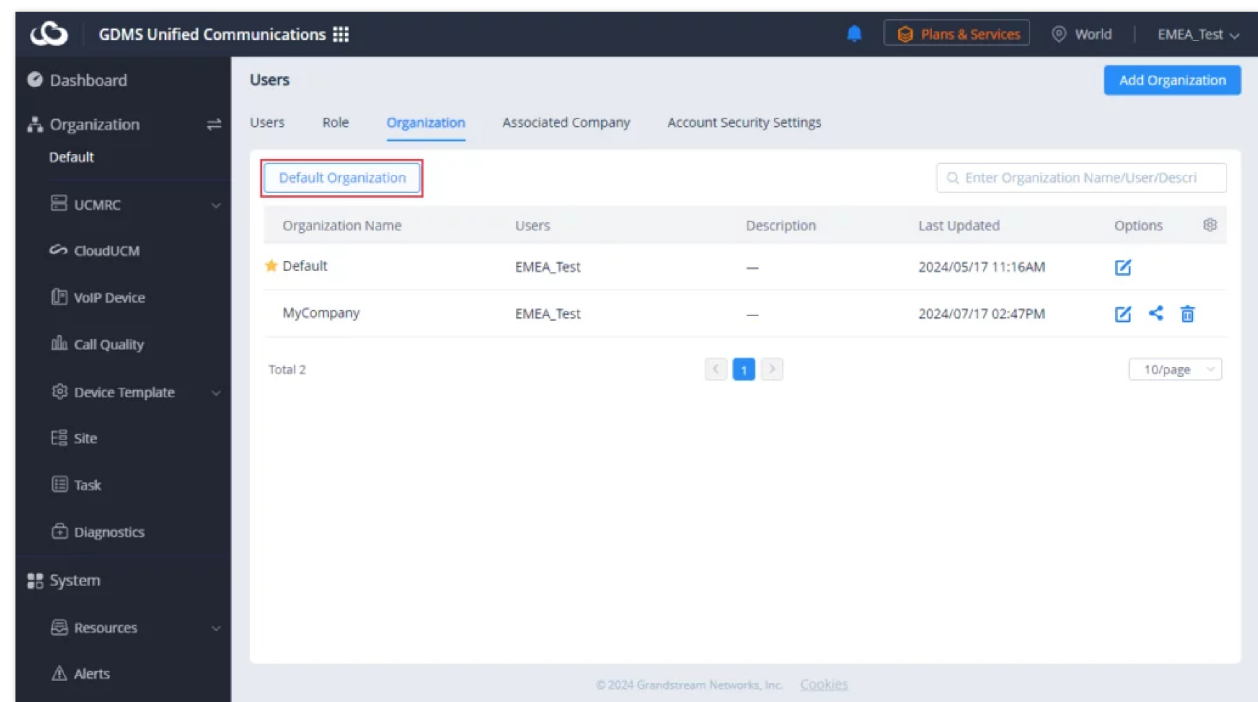 GDMS Unified Communications
Plans & Services
World
EMEA_Test
Dashboard
Organization
Default
UCMRC
CloudUCM
VoIP Device
Call Quality
Device Template
Site
Task
Diagnostics
System
Resources
Alerts
Users
Add Organization
Users Role Organization Associated Company Account Security Settings
Default Organization
Enter Organization Name/User/Descri
Organization Name Users Description Last Updated Options
Default EMEA_Test — 2024/05/17 11:16AM
MyCompany EMEA_Test — 2024/07/17 02:47PM
Total 2
< 1 >
10/page
© 2024 Grandstream Networks, Inc. Cookies